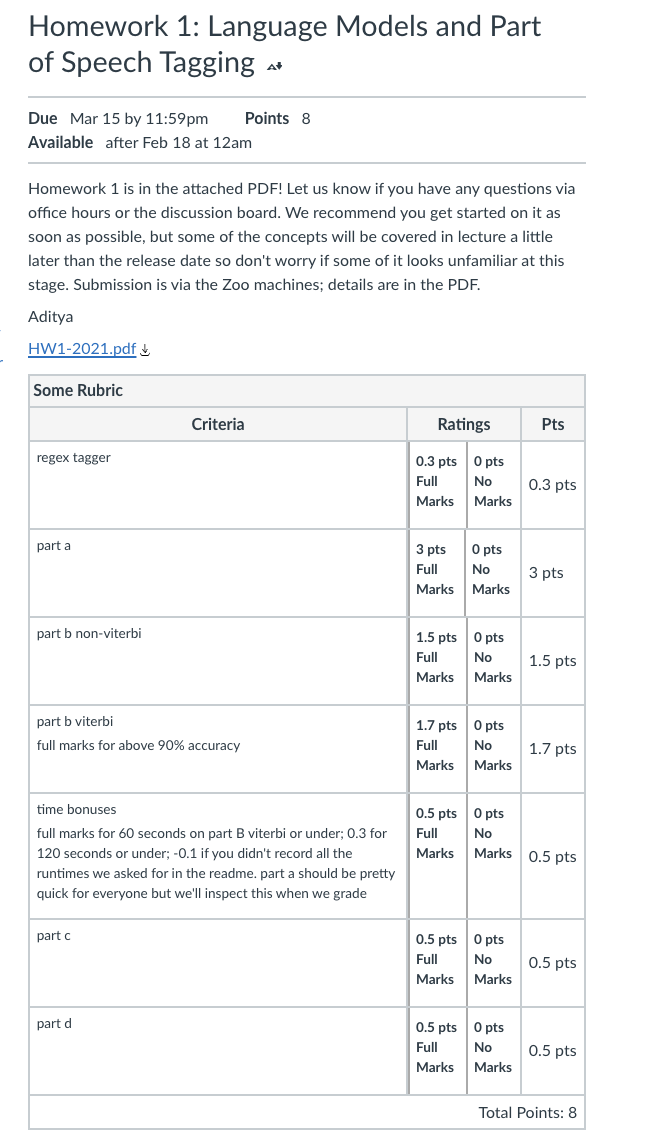 Homework 1: Language Models and Part
of Speech Tagging
Due Mar 15 by 11:59pm Points 8
Available after Feb 18 at 12am
Homework 1 is in the attached PDF! Let us know if you have any questions via
office hours or the discussion board. We recommend you get started on it as
soon as possible, but some of the concepts will be covered in lecture a little
later than the release date so don't worry if some of it looks unfamiliar at this
stage. Submission is via the Zoo machines; details are in the PDF.
Aditya
HW1-2021.pdf
Some Rubric
Criteria Ratings Pts
regex tagger
0.3 pts
Full
Marks
0 pts
No
Marks
0.3 pts
part a
3 pts
Full
Marks
0 pts
No
Marks
3 pts
part b non-viterbi
1.5 pts
Full
Marks
0 pts
No
Marks
1.5 pts
part b viterbi
full marks for above 90% accuracy
1.7 pts
Full
Marks
0 pts
No
Marks
1.7 pts
time bonuses
full marks for 60 seconds on part B viterbi or under; 0.3 for
120 seconds or under; -0.1 if you didn't record all the
runtimes we asked for in the readme. part a should be pretty
quick for everyone but we'll inspect this when we grade
0.5 pts
Full
Marks
0 pts
No
Marks
0.5 pts
part c
0.5 pts
Full
Marks
0 pts
No
Marks
0.5 pts
part d
0.5 pts
Full
Marks
0 pts
No
Marks
0.5 pts
Total Points: 8